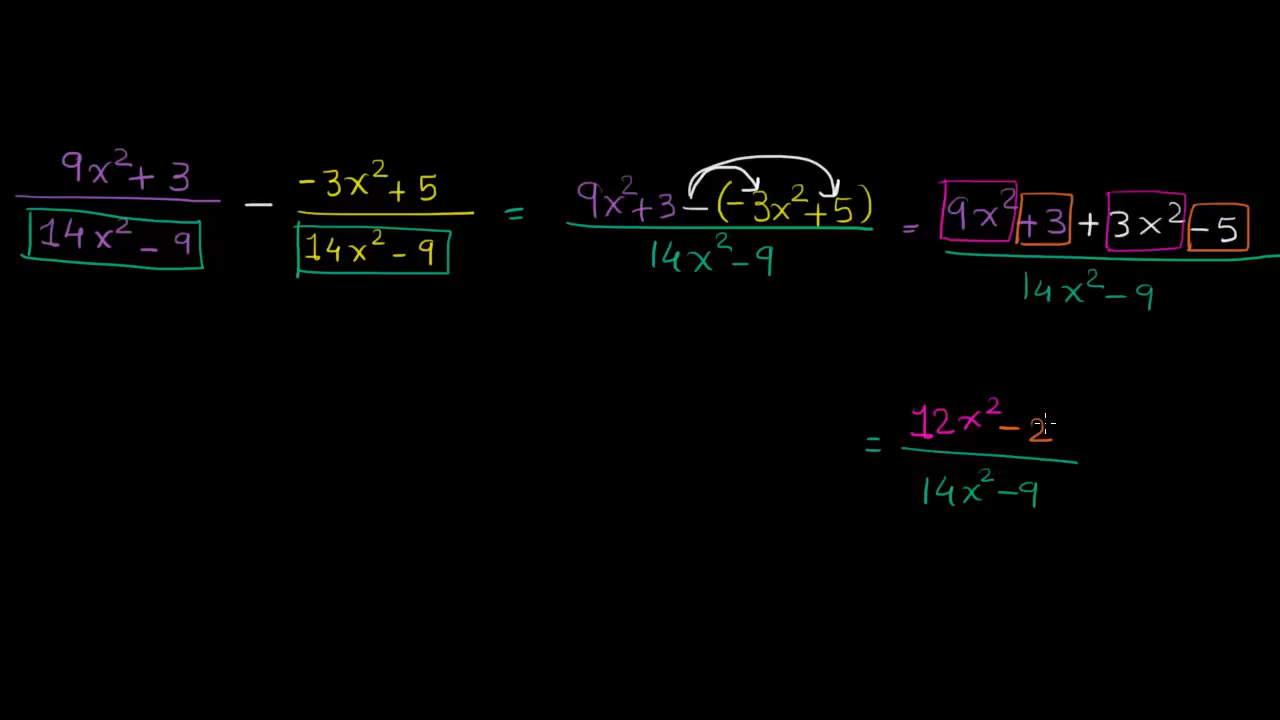 9x² + 3 / 14x² - 9 - -3x² + 5 / 14x² - 9 = 9x² + 3 - (-3x² + 5) / 14x² - 9 = 9x² + 3 + 3x² - 5 / 14x² - 9
= 12x² - 2 / 14x² - 9